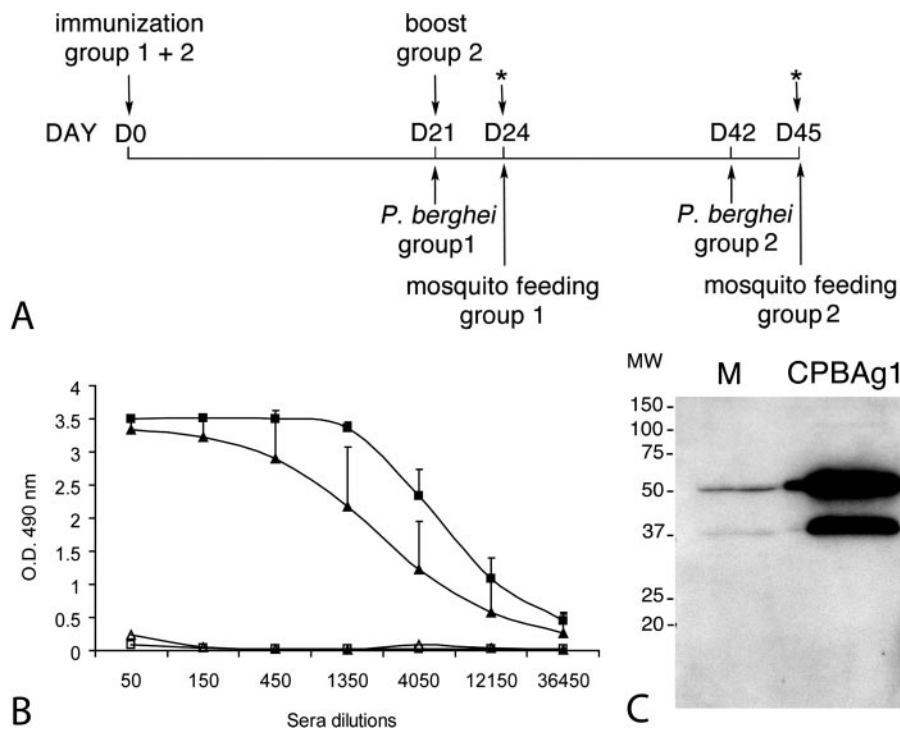 immunization
group 1 + 2
boost
group 2
* *
DAY D0 D21 D24 D42 D45
P. berghei
group1
P. berghei
group 2
mosquito feeding
group 1
mosquito feeding
group 2
A
4
3.5
3
2.5
2
1.5
1
0.5
0
O.D. 490 nm
50 150 450 1350 4050 12150 36450
Sera dilutions
B
MW M CPBAg1
150
100
75
50
37
25
20
C